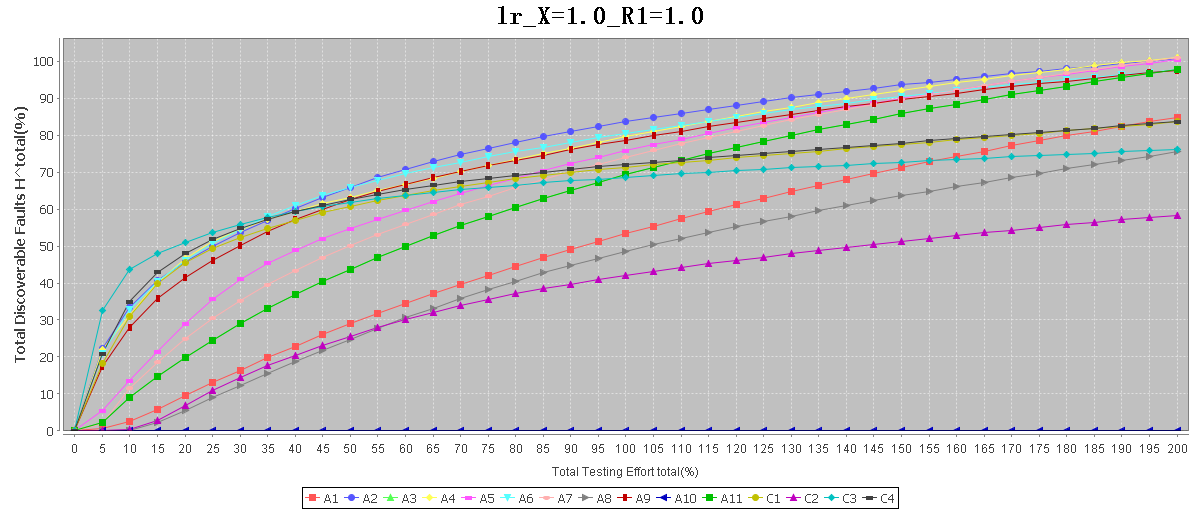 lr_X=1.0_R1=1.0
Total Discoverable Faults H^total(%)
100
90
80
70
60
50
40
30
20
10
0
0 5 10 15 20 25 30 35 40 45 50 55 60 65 70 75 80 85 90 95 100 105 110 115 120 125 130 135 140 145 150 155 160 165 170 175 180 185 190 195 200
Total Testing Effort total(%)
A1 A2 A3 A4 A5 A6 A7 A8 A9 A10 A11 C1 C2 C3 C4